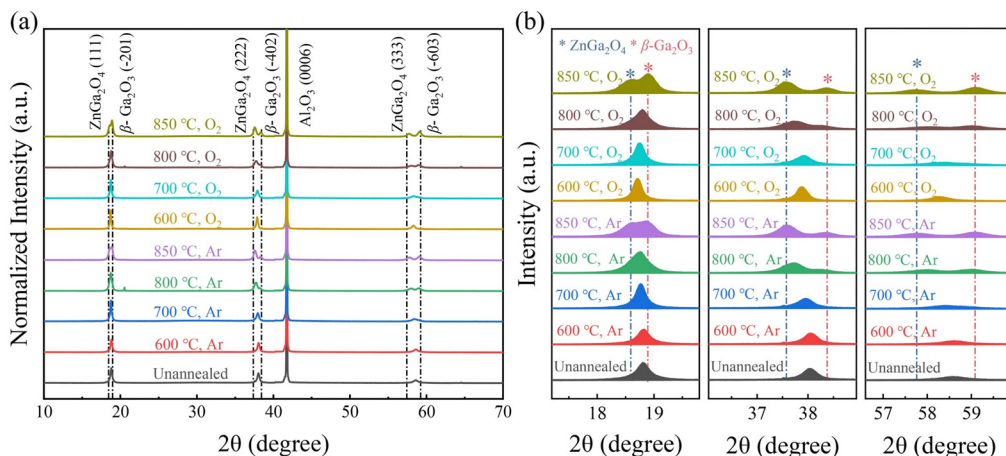 (a)
Normalized Intensity (a.u.)
ZnGa2O4 (111)
β- Ga2O3 (-201)
ZnGa2O4 (222)
β- Ga2O3 (-402)
Al2O3 (0006)
ZnGa2O4 (333)
β- Ga2O3 (-603)
850 °C, O2
800 °C, O2
700 °C, O2
600 °C, O2
850 °C, Ar
800 °C, Ar
700 °C, Ar
600 °C, Ar
Unannealed
10 20 30 40 50 60 70
2θ (degree)
(b)
Intensity (a.u.)
* ZnGa2O4 * β-Ga2O3
* *
850 °C, O2
800 °C, O2
700 °C, O2
600 °C, O2
850 °C, Ar
800 °C, Ar
700 °C, Ar
600 °C, Ar
Unannealed
18 19
2θ (degree)
* *
850 °C, O2
800 °C, O2
700 °C, O2
600 °C, O2
850 °C, Ar
800 °C, Ar
700 °C, Ar
600 °C, Ar
Unannealed
37 38
2θ (degree)
* *
850 °C, O2
800 °C, O2
700 °C, O2
600 °C, O2
850 °C, Ar
800 °C, Ar
700 °C, Ar
600 °C, Ar
Unannealed
57 58 59
2θ (degree)